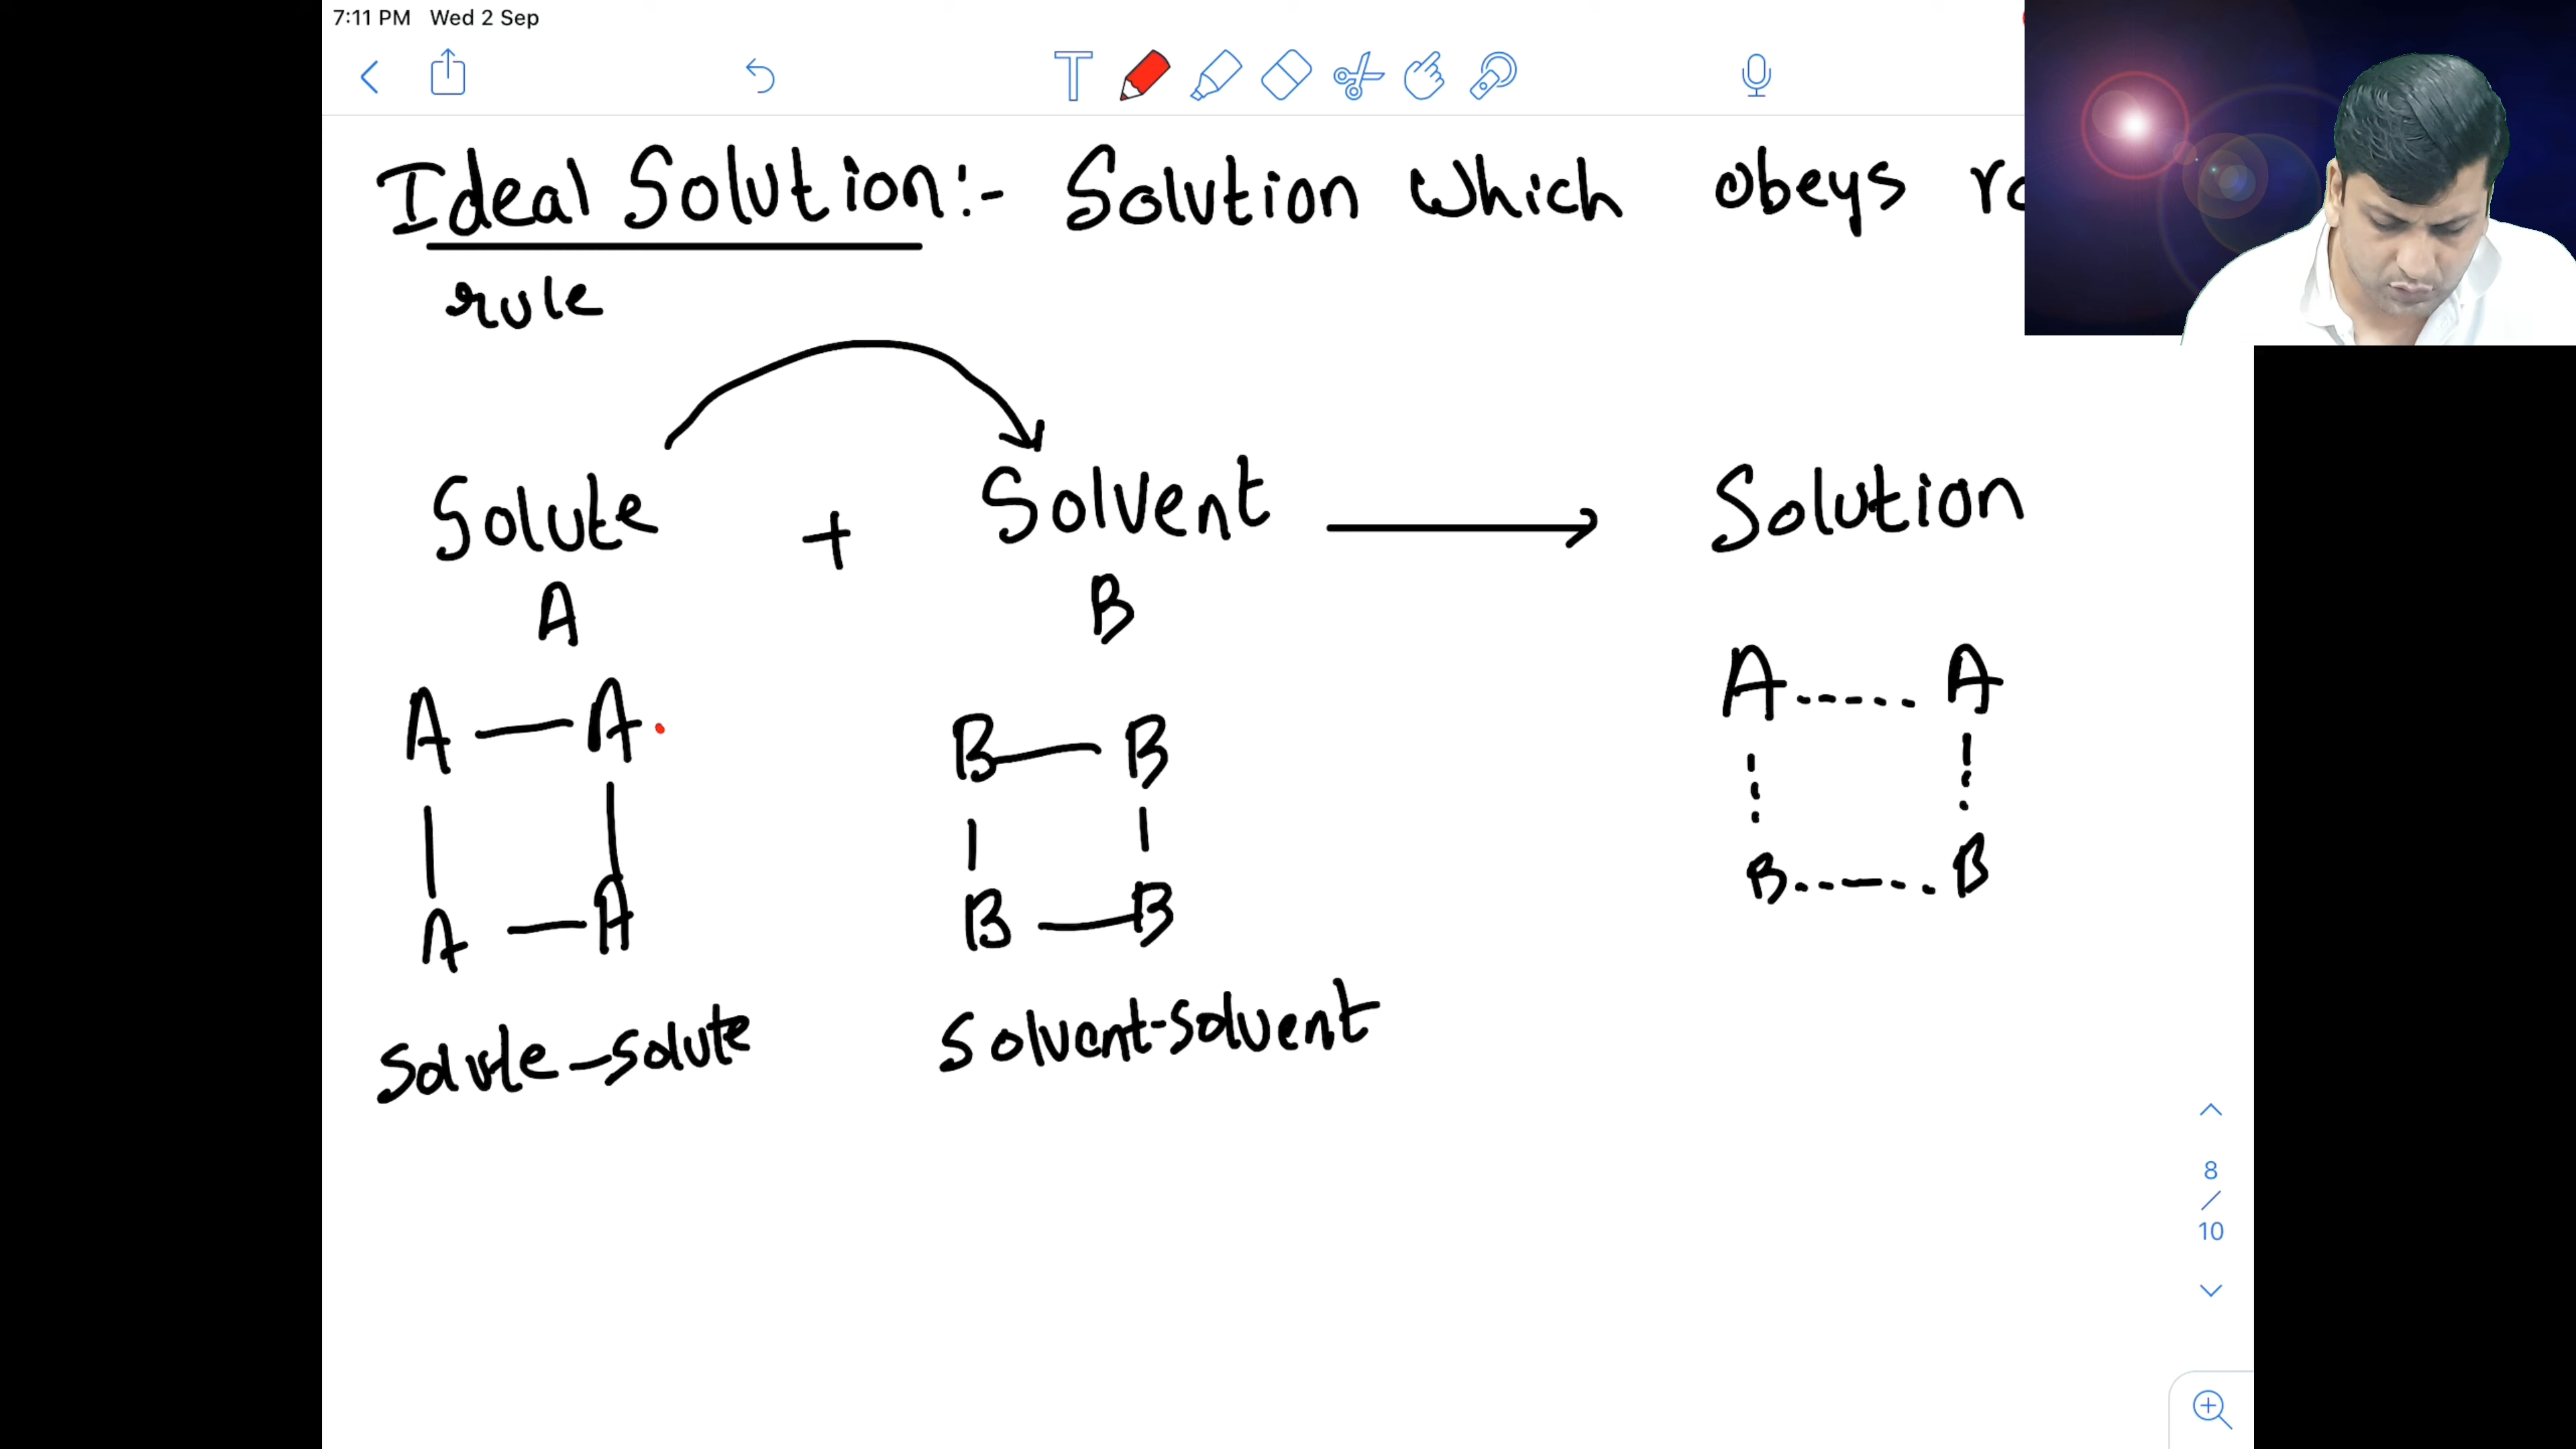 7:11 PM Wed 2 Sep
T
Ideal Solution:- Solution which obeys
rule
Solute + Solvent → Solution
A B
A — A B — B A ...... A
A — A B — B B ..—.. B
Solute-Solute Solvent-Solvent
8
/
10